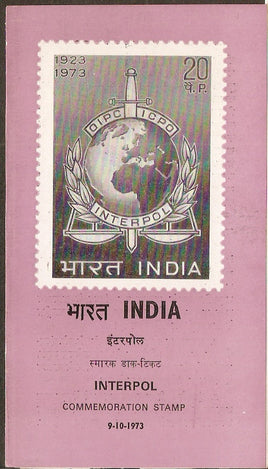 1923
1973
20
पै. P.
OIPC ICPO
INTERPOL
भारत INDIA
भारत INDIA
इंटरपोल
स्मारक डाक-टिकट
INTERPOL
COMMEMORATION STAMP
9-10-1973